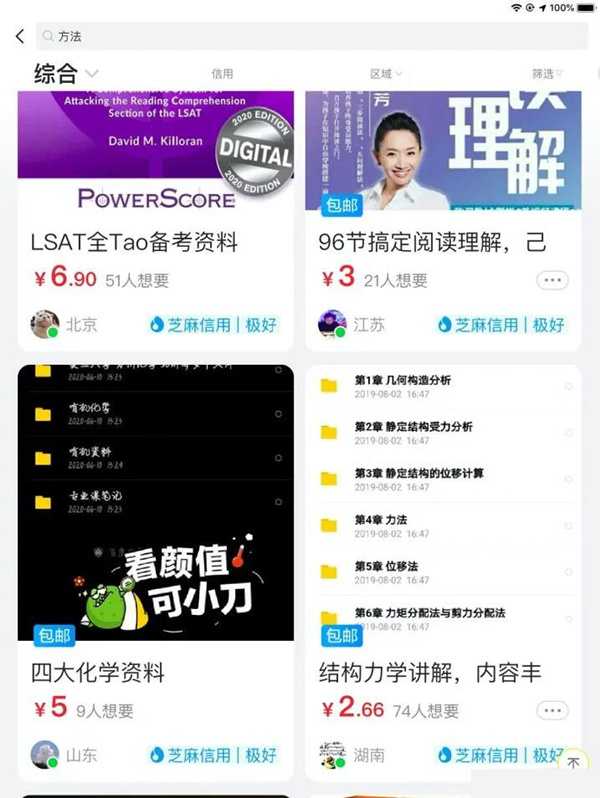 100%
方法
综合
信用
区域
筛选
Attacking the Reading Comprehension
Section of the LSAT
David M. Killoran
2020 EDITION
DIGITAL
2020 EDITION
POWERSCORE
LSAT全Tao备考资料
¥6.90 51人想要
北京
芝麻信用|极好
芳
理解
包邮
96节搞定阅读理解，己
¥3 21人想要
江苏
芝麻信用|极好
2020-06-10 15:23
有机化学
2020-06-10 15:23
有机资料
2020-06-10 15:24
专业课笔记
2020-06-10 15:23
看颜值
可小刀
包邮
四大化学资料
¥5 9人想要
山东
芝麻信用|极好
第1章 几何构造分析
2019-08-02 16:47
第2章 静定结构受力分析
2019-08-02 16:47
第3章 静定结构的位移计算
2019-08-02 16:47
第4章 力法
2019-08-02 16:47
第5章 位移法
2019-08-02 16:47
第6章 力矩分配法与剪力分配法
2019-08-02 16:47
包邮
结构力学讲解，内容丰
¥2.66 74人想要
湖南
芝麻信用|极好